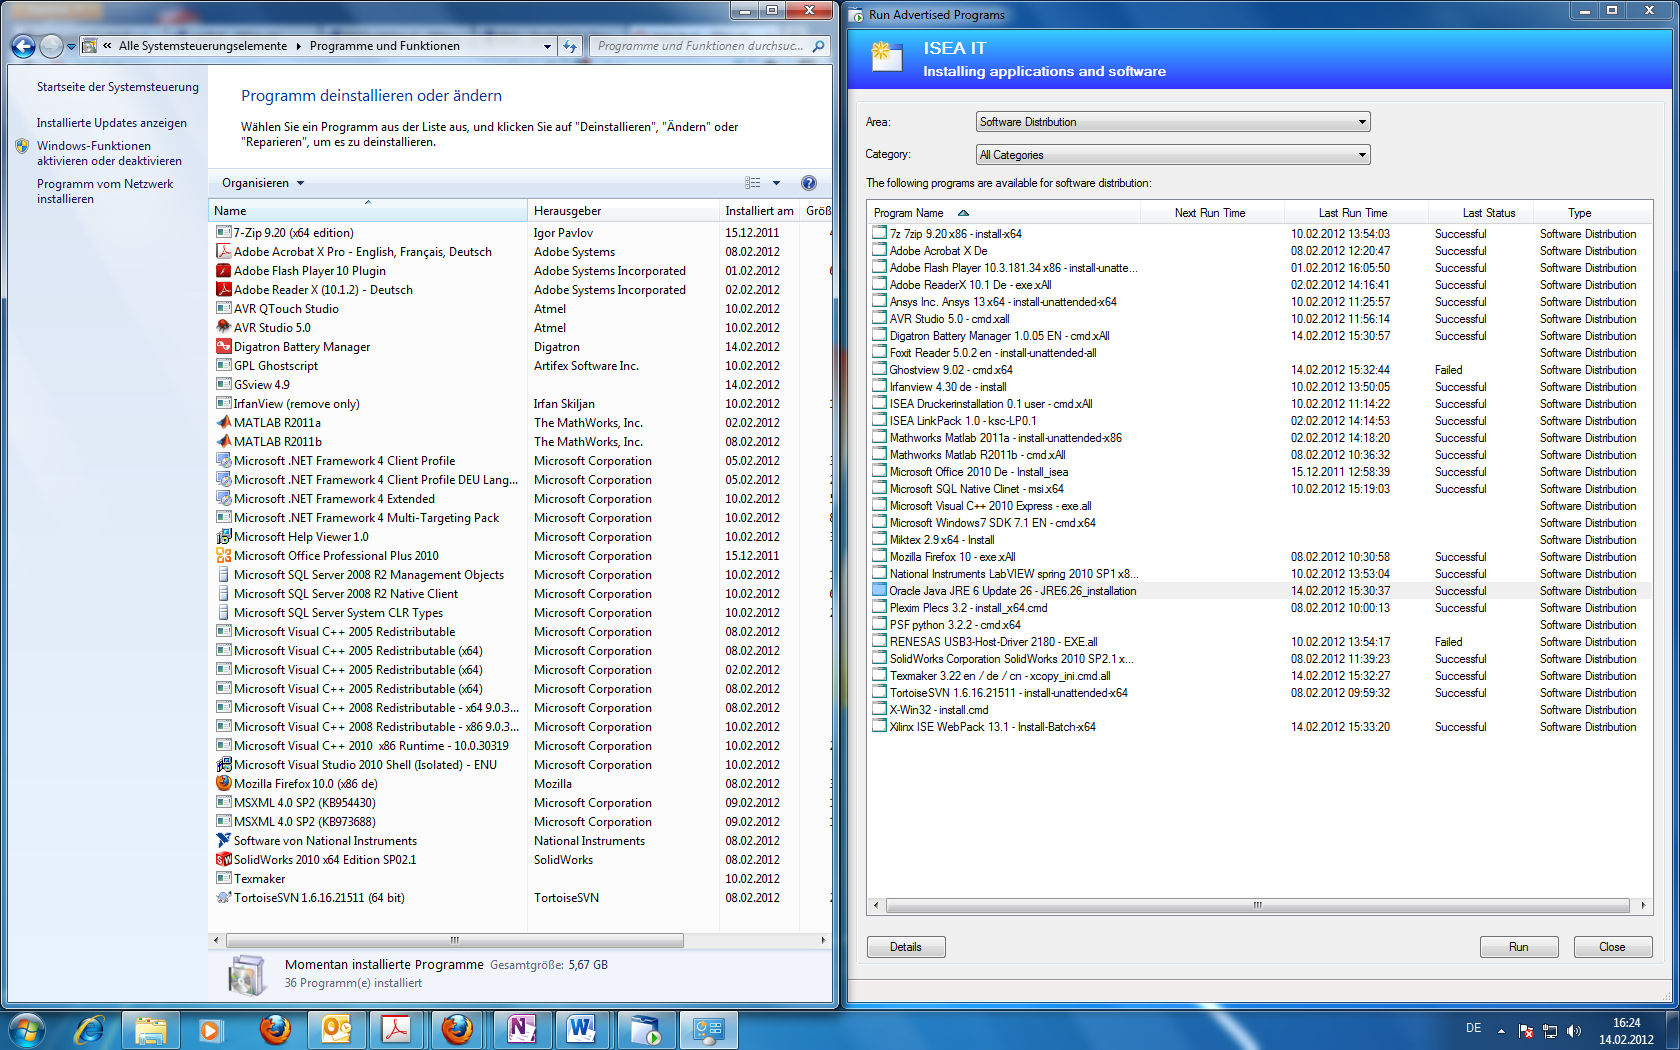 « Alle Systemsteuerungselemente ▸ Programme und Funktionen
Programme und Funktionen durchsuc...
Startseite der Systemsteuerung
Installierte Updates anzeigen
Windows-Funktionen
aktivieren oder deaktivieren
Programm vom Netzwerk
installieren
Programm deinstallieren oder ändern
Wählen Sie ein Programm aus der Liste aus, und klicken Sie auf "Deinstallieren", "Ändern" oder
"Reparieren", um es zu deinstallieren.
Organisieren
Name Herausgeber Installiert am Größ
7-Zip 9.20 (x64 edition) Igor Pavlov 15.12.2011
Adobe Acrobat X Pro - English, Français, Deutsch Adobe Systems 08.02.2012
Adobe Flash Player 10 Plugin Adobe Systems Incorporated 01.02.2012
Adobe Reader X (10.1.2) - Deutsch Adobe Systems Incorporated 02.02.2012
AVR QTouch Studio Atmel 10.02.2012
AVR Studio 5.0 Atmel 10.02.2012
Digatron Battery Manager Digatron 14.02.2012
GPL Ghostscript Artifex Software Inc. 10.02.2012
GSview 4.9 14.02.2012
IrfanView (remove only) Irfan Skiljan 10.02.2012
MATLAB R2011a The MathWorks, Inc. 02.02.2012
MATLAB R2011b The MathWorks, Inc. 08.02.2012
Microsoft .NET Framework 4 Client Profile Microsoft Corporation 05.02.2012
Microsoft .NET Framework 4 Client Profile DEU Lang... Microsoft Corporation 05.02.2012
Microsoft .NET Framework 4 Extended Microsoft Corporation 10.02.2012
Microsoft .NET Framework 4 Multi-Targeting Pack Microsoft Corporation 10.02.2012
Microsoft Help Viewer 1.0 Microsoft Corporation 10.02.2012
Microsoft Office Professional Plus 2010 Microsoft Corporation 15.12.2011
Microsoft SQL Server 2008 R2 Management Objects Microsoft Corporation 10.02.2012
Microsoft SQL Server 2008 R2 Native Client Microsoft Corporation 10.02.2012
Microsoft SQL Server System CLR Types Microsoft Corporation 10.02.2012
Microsoft Visual C++ 2005 Redistributable Microsoft Corporation 08.02.2012
Microsoft Visual C++ 2005 Redistributable (x64) Microsoft Corporation 08.02.2012
Microsoft Visual C++ 2005 Redistributable (x64) Microsoft Corporation 02.02.2012
Microsoft Visual C++ 2005 Redistributable (x64) Microsoft Corporation 08.02.2012
Microsoft Visual C++ 2008 Redistributable - x64 9.0.3... Microsoft Corporation 08.02.2012
Microsoft Visual C++ 2008 Redistributable - x86 9.0.3... Microsoft Corporation 10.02.2012
Microsoft Visual C++ 2010 x86 Runtime - 10.0.30319 Microsoft Corporation 10.02.2012
Microsoft Visual Studio 2010 Shell (Isolated) - ENU Microsoft Corporation 10.02.2012
Mozilla Firefox 10.0 (x86 de) Mozilla 08.02.2012
MSXML 4.0 SP2 (KB954430) Microsoft Corporation 09.02.2012
MSXML 4.0 SP2 (KB973688) Microsoft Corporation 09.02.2012
Software von National Instruments National Instruments 08.02.2012
SolidWorks 2010 x64 Edition SP02.1 SolidWorks 08.02.2012
Texmaker 10.02.2012
TortoiseSVN 1.6.16.21511 (64 bit) TortoiseSVN 08.02.2012
Momentan installierte Programme Gesamtgröße: 5,67 GB
36 Programm(e) installiert
Run Advertised Programs
ISEA IT
Installing applications and software
Area: Software Distribution
Category: All Categories
The following programs are available for software distribution:
Program Name Next Run Time Last Run Time Last Status Type
7z 7zip 9.20 x86 - install-x64 10.02.2012 13:54:03 Successful Software Distribution
Adobe Acrobat X De 08.02.2012 12:20:47 Successful Software Distribution
Adobe Flash Player 10.3.181.34 x86 - install-unatte... 01.02.2012 16:05:50 Successful Software Distribution
Adobe ReaderX 10.1 De - exe.xAll 02.02.2012 14:16:41 Successful Software Distribution
Ansys Inc. Ansys 13 x64 - install-unattended-x64 10.02.2012 11:25:57 Successful Software Distribution
AVR Studio 5.0 - cmd.xall 10.02.2012 11:56:14 Successful Software Distribution
Digatron Battery Manager 1.0.05 EN - cmd.xAll 14.02.2012 15:30:57 Successful Software Distribution
Foxit Reader 5.0.2 en - install-unattended-all Software Distribution
Ghostview 9.02 - cmd.x64 14.02.2012 15:32:44 Failed Software Distribution
Irfanview 4.30 de - install 10.02.2012 13:50:05 Successful Software Distribution
ISEA Druckerinstallation 0.1 user - cmd.xAll 10.02.2012 11:14:22 Successful Software Distribution
ISEA LinkPack 1.0 - ksc-LP0.1 02.02.2012 14:14:53 Successful Software Distribution
Mathworks Matlab 2011a - install-unattended-x86 02.02.2012 14:18:20 Successful Software Distribution
Mathworks Matlab R2011b - cmd.xAll 08.02.2012 10:36:32 Successful Software Distribution
Microsoft Office 2010 De - Install_isea 15.12.2011 12:58:39 Successful Software Distribution
Microsoft SQL Native Clinet - msi.x64 10.02.2012 15:19:03 Successful Software Distribution
Microsoft Visual C++ 2010 Express - exe.all Software Distribution
Microsoft Windows7 SDK 7.1 EN - cmd.x64 Software Distribution
Miktex 2.9 x64 - Install Software Distribution
Mozilla Firefox 10 - exe.xAll 08.02.2012 10:30:58 Successful Software Distribution
National Instruments LabVIEW spring 2010 SP1 x8... 10.02.2012 13:53:04 Successful Software Distribution
Oracle Java JRE 6 Update 26 - JRE6.26_installation 14.02.2012 15:30:37 Successful Software Distribution
Plexim Plecs 3.2 - install_x64.cmd 08.02.2012 10:00:13 Successful Software Distribution
PSF python 3.2.2 - cmd.x64 Software Distribution
RENESAS USB3-Host-Driver 2180 - EXE.all 10.02.2012 13:54:17 Failed Software Distribution
SolidWorks Corporation SolidWorks 2010 SP2.1 x... 08.02.2012 11:39:23 Successful Software Distribution
Texmaker 3.22 en / de / cn - xcopy_ini.cmd.all 14.02.2012 15:32:27 Successful Software Distribution
TortoiseSVN 1.6.16.21511 - install-unattended-x64 08.02.2012 09:59:32 Successful Software Distribution
X-Win32 - install.cmd Software Distribution
Xilinx ISE WebPack 13.1 - Install-Batch-x64 14.02.2012 15:33:20 Successful Software Distribution
Details Run Close
DE 16:24
14.02.2012